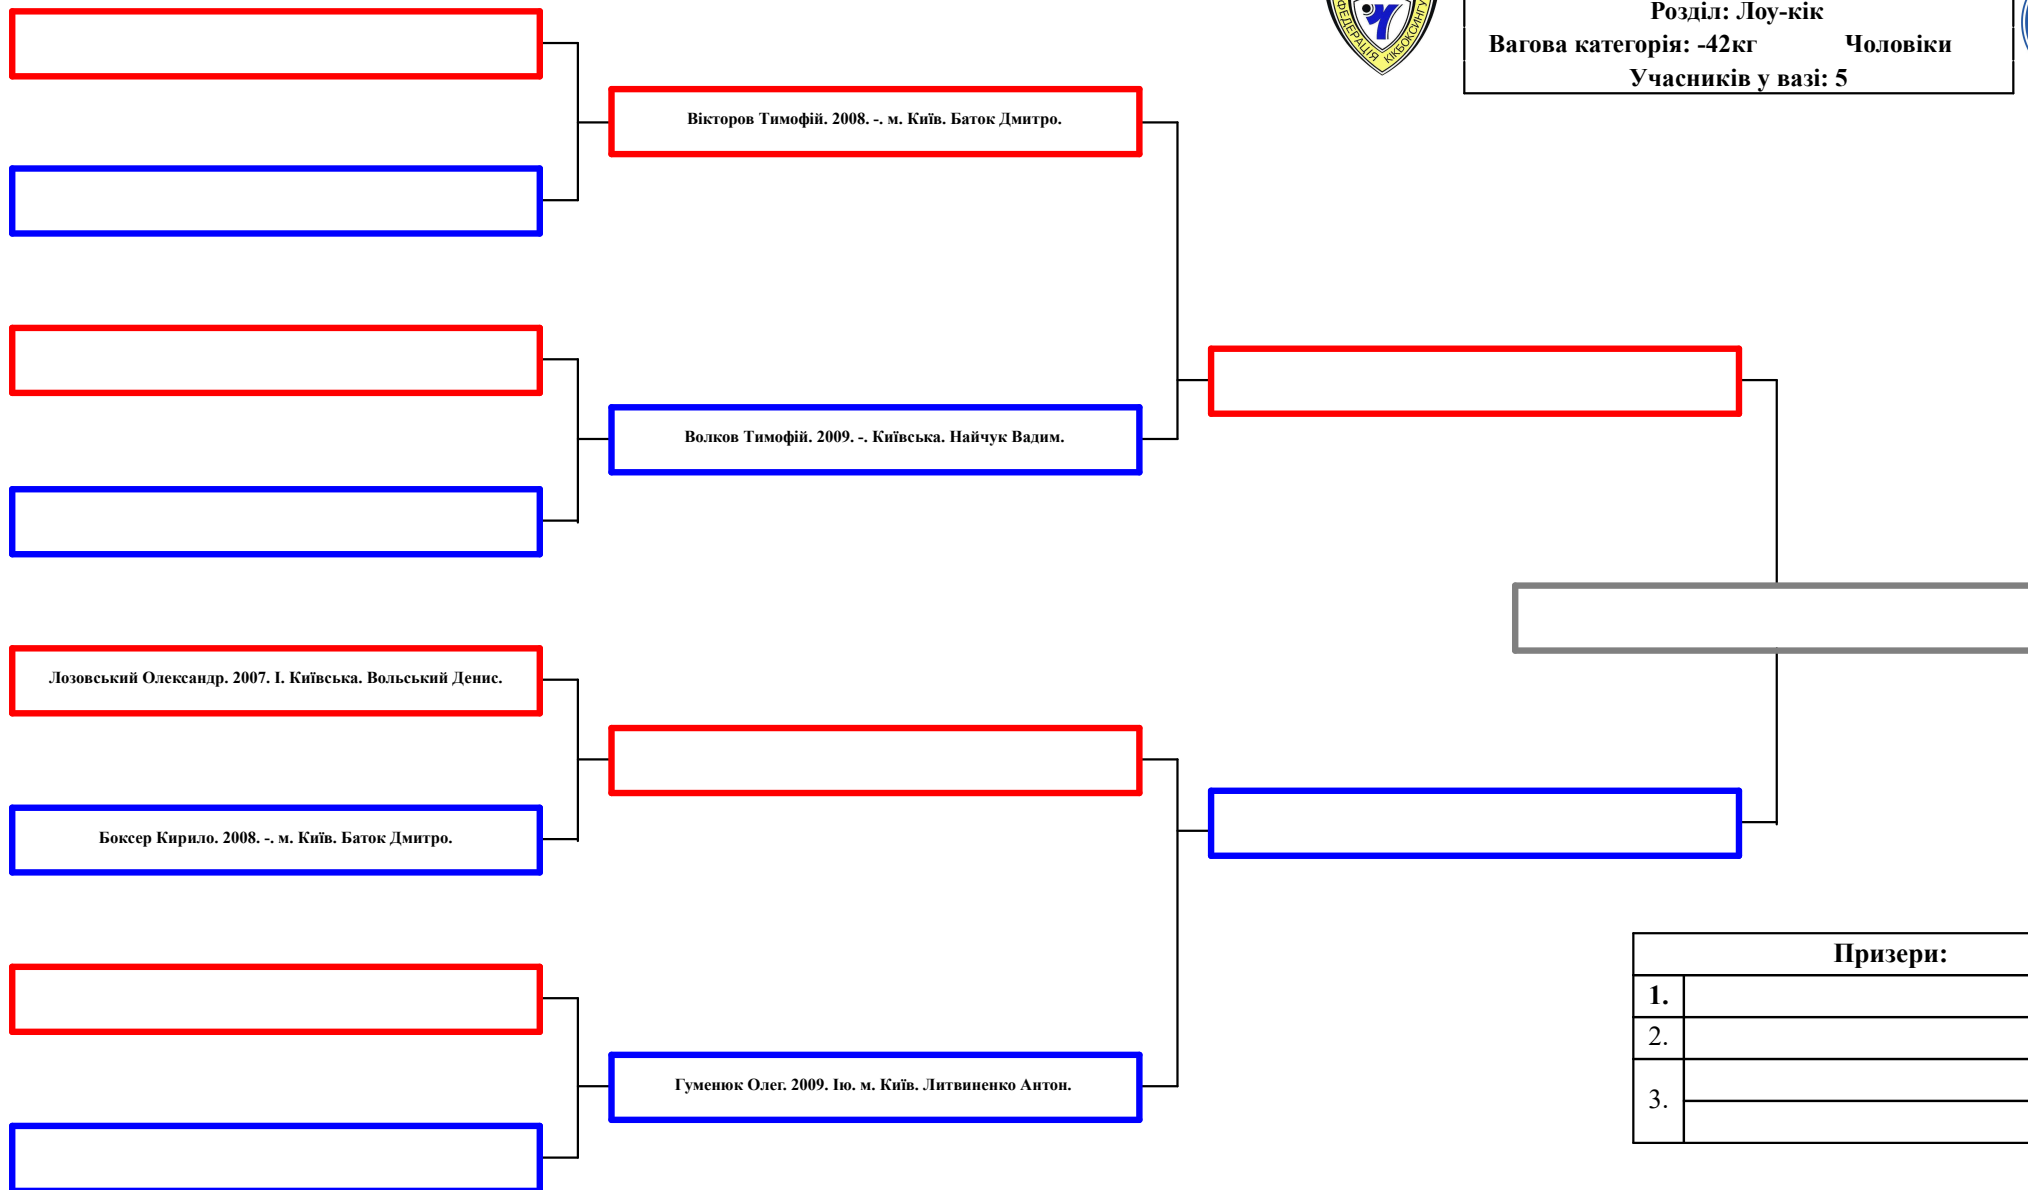 ФЕДЕРАЦІЯ КІКБОКСИНГУ
Розділ: Лоу-кік
Вагова категорія: -42кг Чоловіки
Учасників у вазі: 5
Вікторов Тимофій. 2008. -. м. Київ. Баток Дмитро.
Волков Тимофій. 2009. -. Київська. Найчук Вадим.
Лозовський Олександр. 2007. I. Київська. Вольський Денис.
Боксер Кирило. 2008. -. м. Київ. Баток Дмитро.
Гуменюк Олег. 2009. Iю. м. Київ. Литвиненко Антон.
Призери:
1.
2.
3.